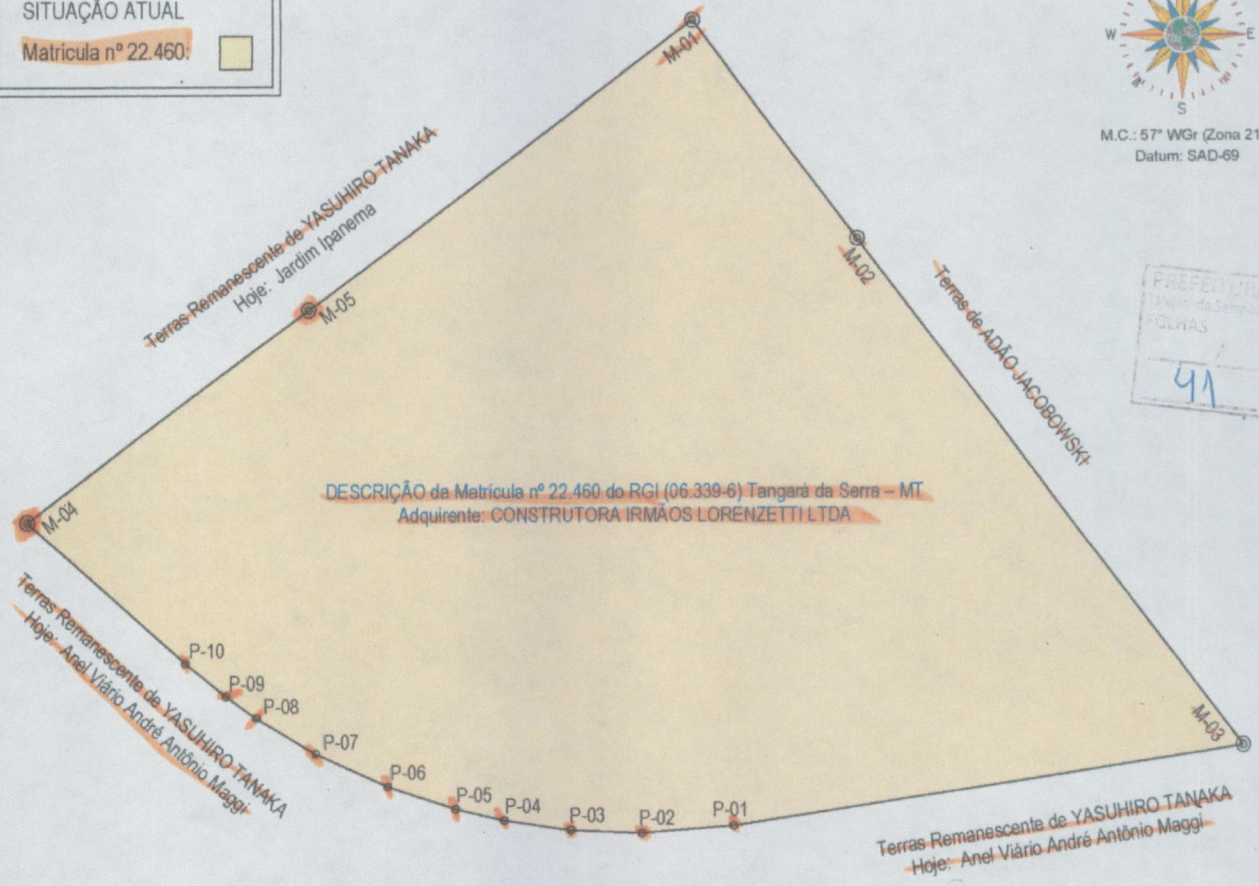 SITUAÇÃO ATUAL
Matricula nº 22.460:
M-01
W
E
S
M.C.: 57° WGr (Zona 21
Datum: SAD-69
Terras Remanescente de YASUHIRO TANAKA
Hoje: Jardim Ipanema
M-05
M-02
Terras de ADÃO JACOBOWSKI
PREFEITURA
FOLHAS
41
DESCRIÇÃO da Matricula nº 22.460 do RGI (06.339-6) Tangará da Serra – MT
Adquirente: CONSTRUTORA IRMÃOS LORENZETTI LTDA
M-04
Terras Remanescente de YASUHIRO TANAKA
Hoje: Anel Viário André Antônio Maggi
P-10
P-09
P-08
P-07
P-06
P-05
P-04
P-03
P-02
P-01
M-03
Terras Remanescente de YASUHIRO TANAKA
Hoje: Anel Viário André Antônio Maggi